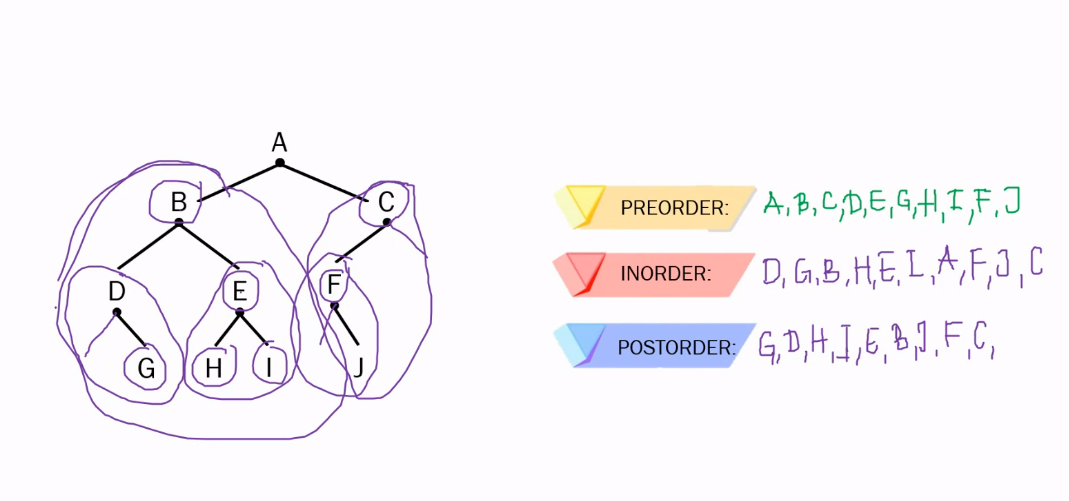 A
B
C
D
E
F
G
H
I
J
PREORDER: A, B, C, D, E, G, H, I, F, J
INORDER: D, G, B, H, E, I, A, F, J, C
POSTORDER: G, D, H, I, E, B, J, F, C,